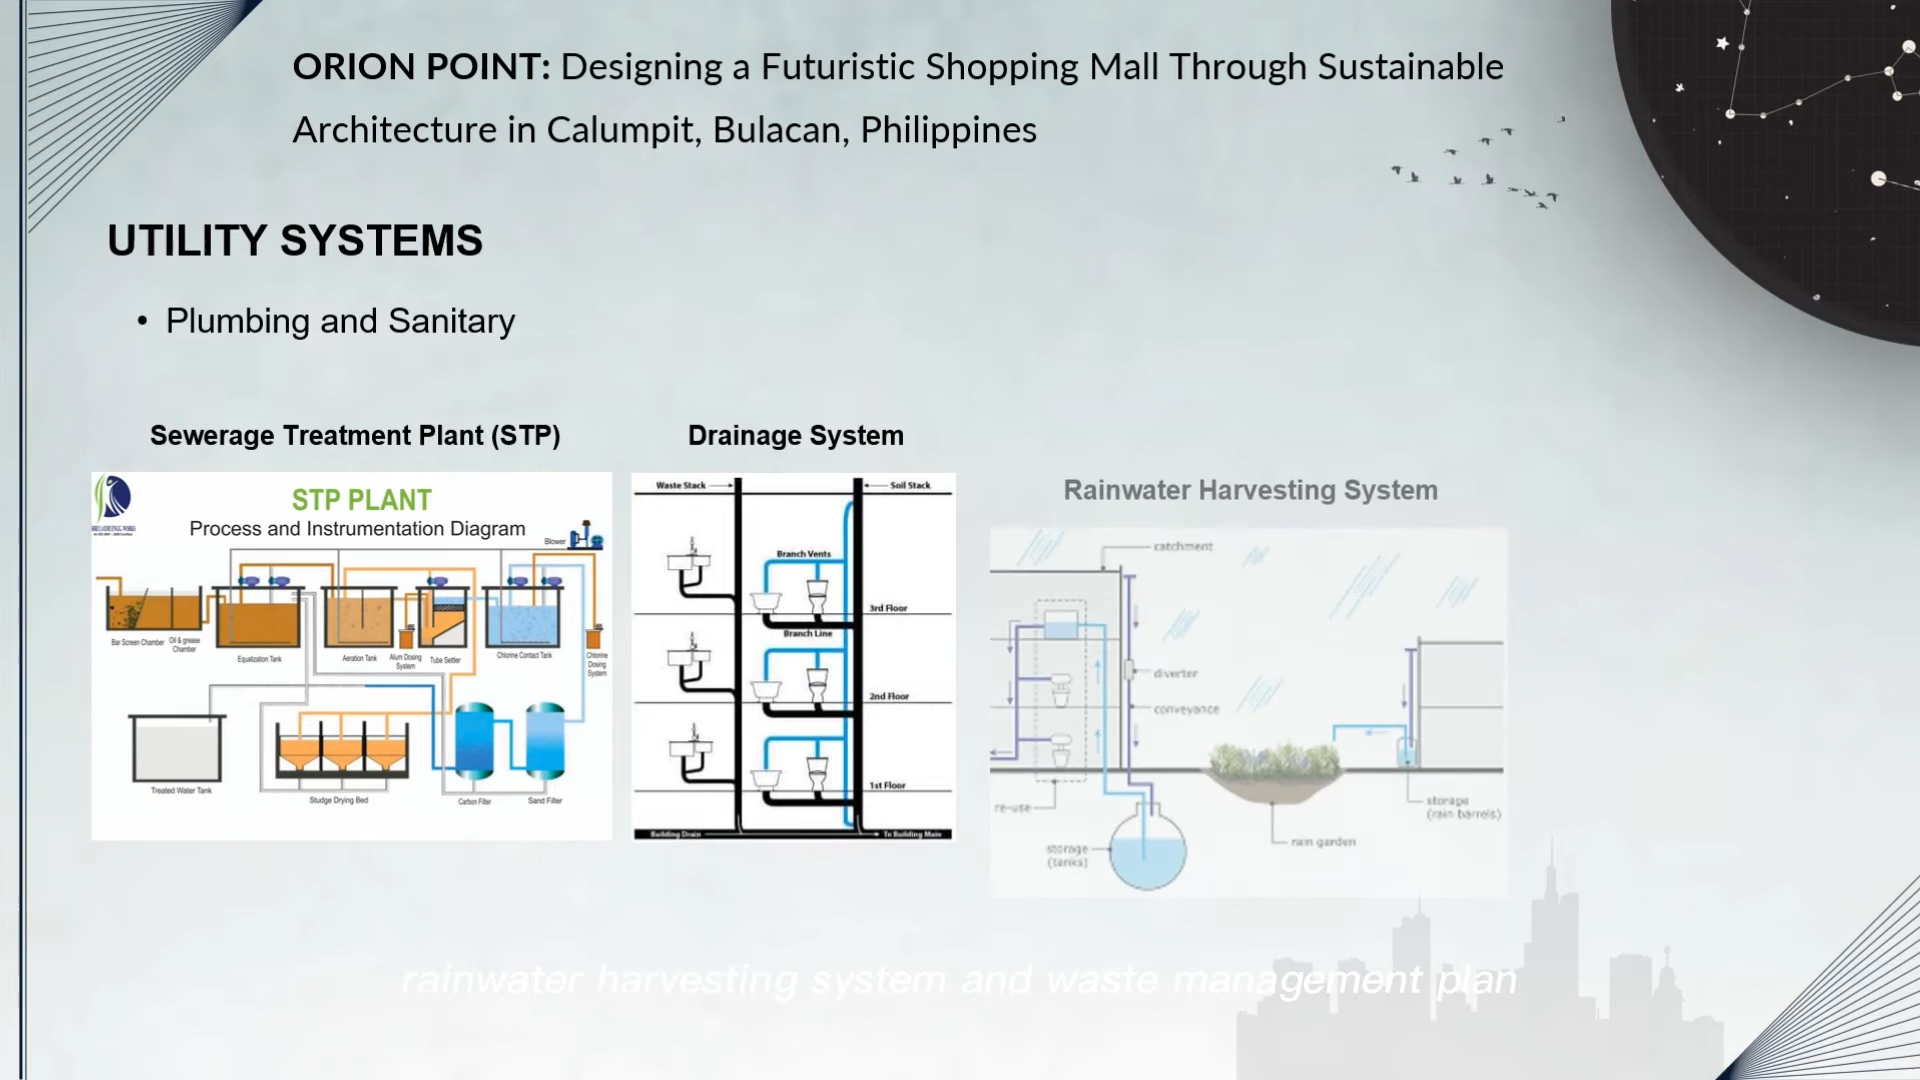 ORION POINT: Designing a Futuristic Shopping Mall Through Sustainable
Architecture in Calumpit, Bulacan, Philippines
UTILITY SYSTEMS
• Plumbing and Sanitary
Sewerage Treatment Plant (STP)
STP PLANT
Process and Instrumentation Diagram
Blower
Bar Screen Chamber
Oil & grease
Chamber
Equalization Tank
Aeration Tank
Alum Dosing
System
Tube Settler
Chlorine Contact Tank
Chlorine
Dosing
System
Treated Water Tank
Studge Drying Bed
Carbon Filter
Sand Filter
Drainage System
Waste Stack
Soil Stack
Branch Vents
3rd Floor
Branch Line
2nd Floor
1st Floor
Building Drain
To Building Main
Rainwater Harvesting System
catchment
diverter
conveyance
re-use
storage
(tanks)
rain garden
storage
(rain barrels)
rainwater harvesting system and waste management plan